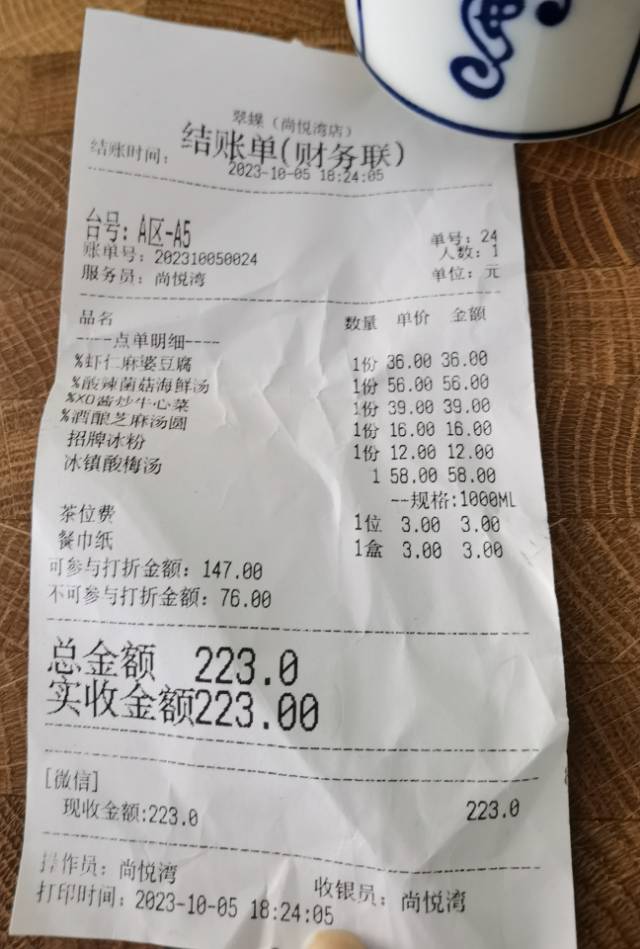 翠蝶（尚悦湾店）
结账单(财务联)
结账时间： 2023-10-05 18:24:05
台号：A区-A5 单号：24
账单号：202310050024 人数：1
服务员：尚悦湾 单位：元
品名 数量 单价 金额
----点单明细----
%虾仁麻婆豆腐 1份 36.00 36.00
%酸辣菌菇海鲜汤 1份 56.00 56.00
%XO酱炒牛心菜 1份 39.00 39.00
%酒酿芝麻汤圆 1份 16.00 16.00
招牌冰粉 1份 12.00 12.00
冰镇酸梅汤 1 58.00 58.00
--规格:1000ML
茶位费 1位 3.00 3.00
餐巾纸 1盒 3.00 3.00
可参与打折金额：147.00
不可参与打折金额：76.00
总金额 223.0
实收金额223.00
[微信]
现收金额:223.0 223.0
操作员：尚悦湾 收银员：尚悦湾
打印时间：2023-10-05 18:24:05